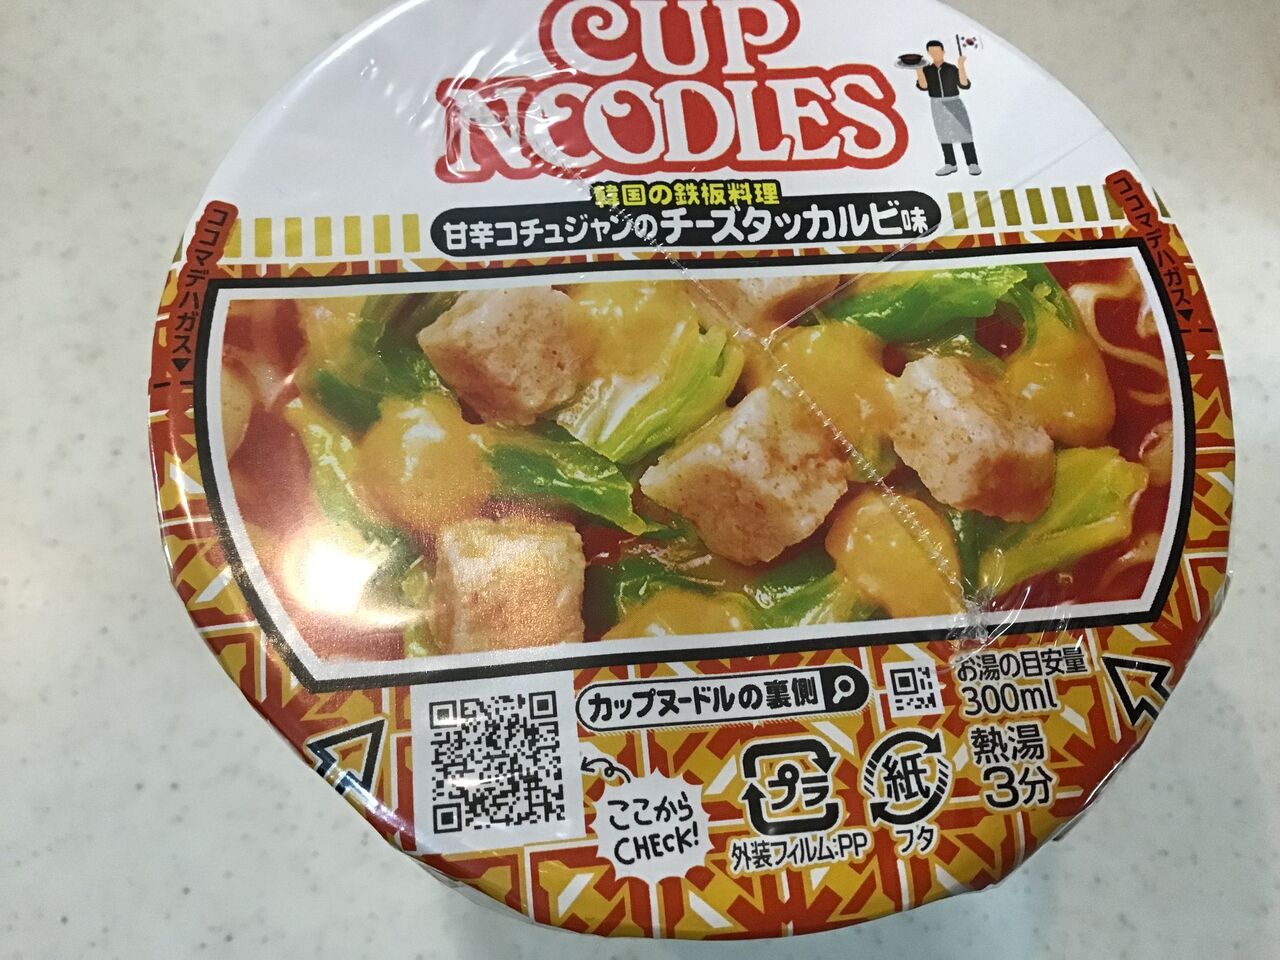 CUP
NOODLES
韓国の鉄板料理
甘辛コチュジャンのチーズタッカルビ味
ココマデハガス▼
ココマデハガス▼
カップヌードルの裏側
お湯の目安量
300ml
熱湯
3分
ここから
CHECK!
プラ
外装フィルム:PP
紙
フタ